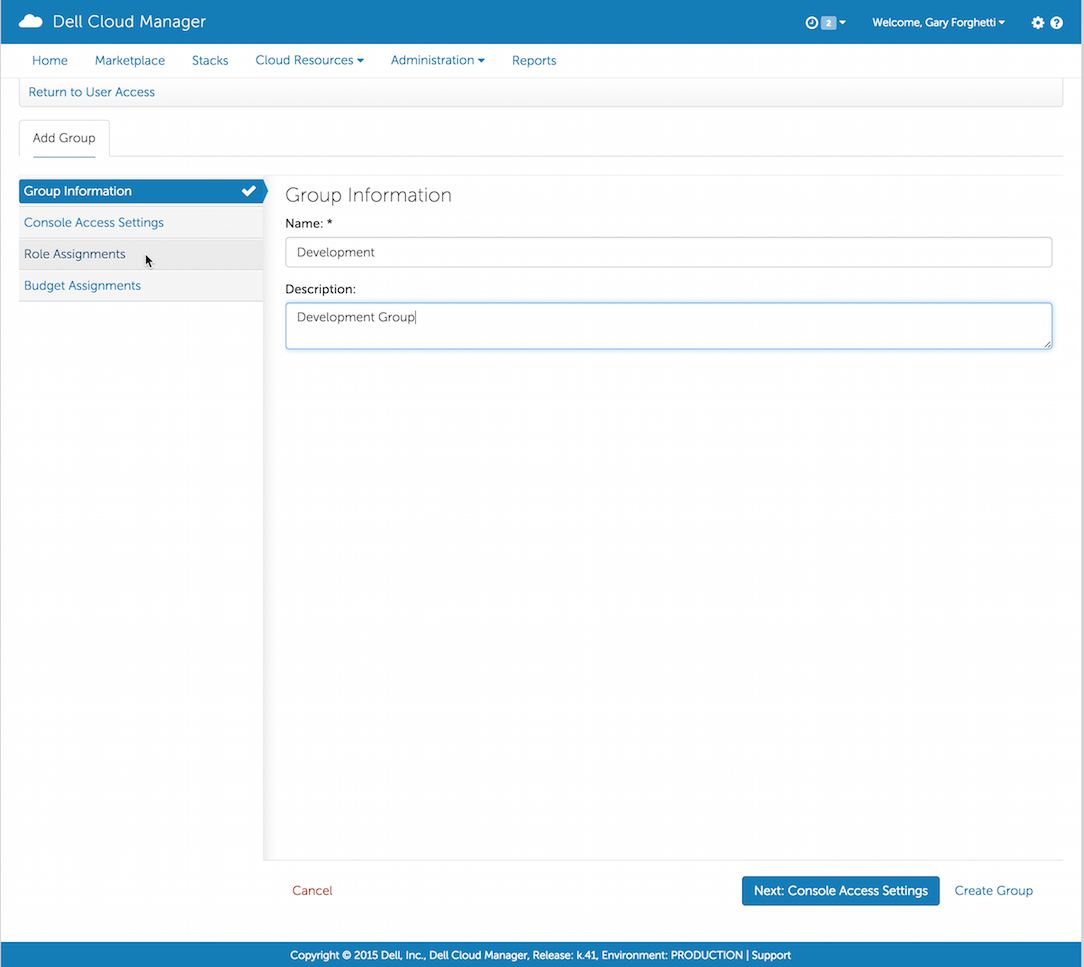 Dell Cloud Manager
2
Welcome, Gary Forghetti
Home Marketplace Stacks Cloud Resources Administration Reports
Return to User Access
Add Group
Group Information
Console Access Settings
Role Assignments
Budget Assignments
Group Information
Name: *
Development
Description:
Development Group
Cancel
Next: Console Access Settings
Create Group
Copyright © 2015 Dell, Inc., Dell Cloud Manager, Release: k.41, Environment: PRODUCTION | Support